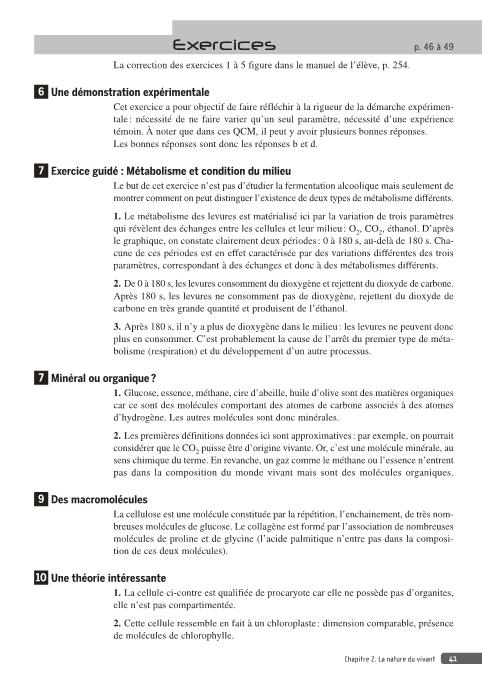 Exercices
p. 46 à 49
La correction des exercices 1 à 5 figure dans le manuel de l'élève, p. 254.
6 Une démonstration expérimentale
Cet exercice a pour objectif de faire réfléchir à la rigueur de la démarche expérimen-
tale : nécessité de ne faire varier qu'un seul paramètre, nécessité d'une expérience
témoin. À noter que dans ces QCM, il peut y avoir plusieurs bonnes réponses.
Les bonnes réponses sont donc les réponses b et d.
7 Exercice guidé : Métabolisme et condition du milieu
Le but de cet exercice n'est pas d'étudier la fermentation alcoolique mais seulement de
montrer comment on peut distinguer l'existence de deux types de métabolisme différents.
1. Le métabolisme des levures est matérialisé ici par la variation de trois paramètres
qui révèlent des échanges entre les cellules et leur milieu : O₂, CO₂, éthanol. D'après
le graphique, on constate clairement deux périodes : 0 à 180 s, au-delà de 180 s. Cha-
cune de ces périodes est en effet caractérisée par des variations différentes des trois
paramètres, correspondant à des échanges et donc à des métabolismes différents.
2. De 0 à 180 s, les levures consomment du dioxygène et rejettent du dioxyde de carbone.
Après 180 s, les levures ne consomment pas de dioxygène, rejettent du dioxyde de
carbone en très grande quantité et produisent de l'éthanol.
3. Après 180 s, il n'y a plus de dioxygène dans le milieu : les levures ne peuvent donc
plus en consommer. C'est probablement la cause de l'arrêt du premier type de méta-
bolisme (respiration) et du développement d'un autre processus.
7 Minéral ou organique ?
1. Glucose, essence, méthane, cire d'abeille, huile d'olive sont des matières organiques
car ce sont des molécules comportant des atomes de carbone associés à des atomes
d'hydrogène. Les autres molécules sont donc minérales.
2. Les premières définitions données ici sont approximatives : par exemple, on pourrait
considérer que le CO₂ puisse être d'origine vivante. Or, c'est une molécule minérale, au
sens chimique du terme. En revanche, un gaz comme le méthane ou l'essence n'entrent
pas dans la composition du monde vivant mais sont des molécules organiques.
9 Des macromolécules
La cellulose est une molécule constituée par la répétition, l'enchainement, de très nom-
breuses molécules de glucose. Le collagène est formé par l'association de nombreuses
molécules de proline et de glycine (l'acide palmitique n'entre pas dans la composi-
tion de ces deux molécules).
10 Une théorie intéressante
1. La cellule ci-contre est qualifiée de procaryote car elle ne possède pas d'organites,
elle n'est pas compartimentée.
2. Cette cellule ressemble en fait à un chloroplaste : dimension comparable, présence
de molécules de chlorophylle.
Chapitre 2. La nature du vivant 41